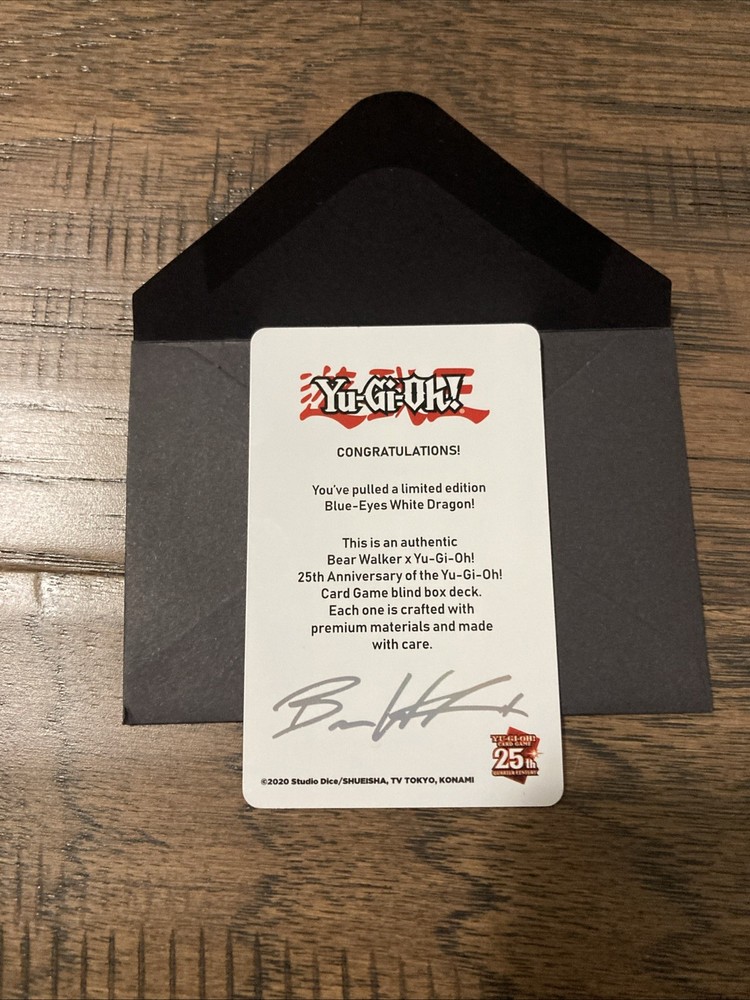 遊戯王
Yu-Gi-Oh!
CONGRATULATIONS!
You've pulled a limited edition
Blue-Eyes White Dragon!
This is an authentic
Bear Walker x Yu-Gi-Oh!
25th Anniversary of the Yu-Gi-Oh!
Card Game blind box deck.
Each one is crafted with
premium materials and made
with care.
YU-GI-OH!
CARD GAME
25th
©2020 Studio Dice/SHUEISHA, TV TOKYO, KONAMI